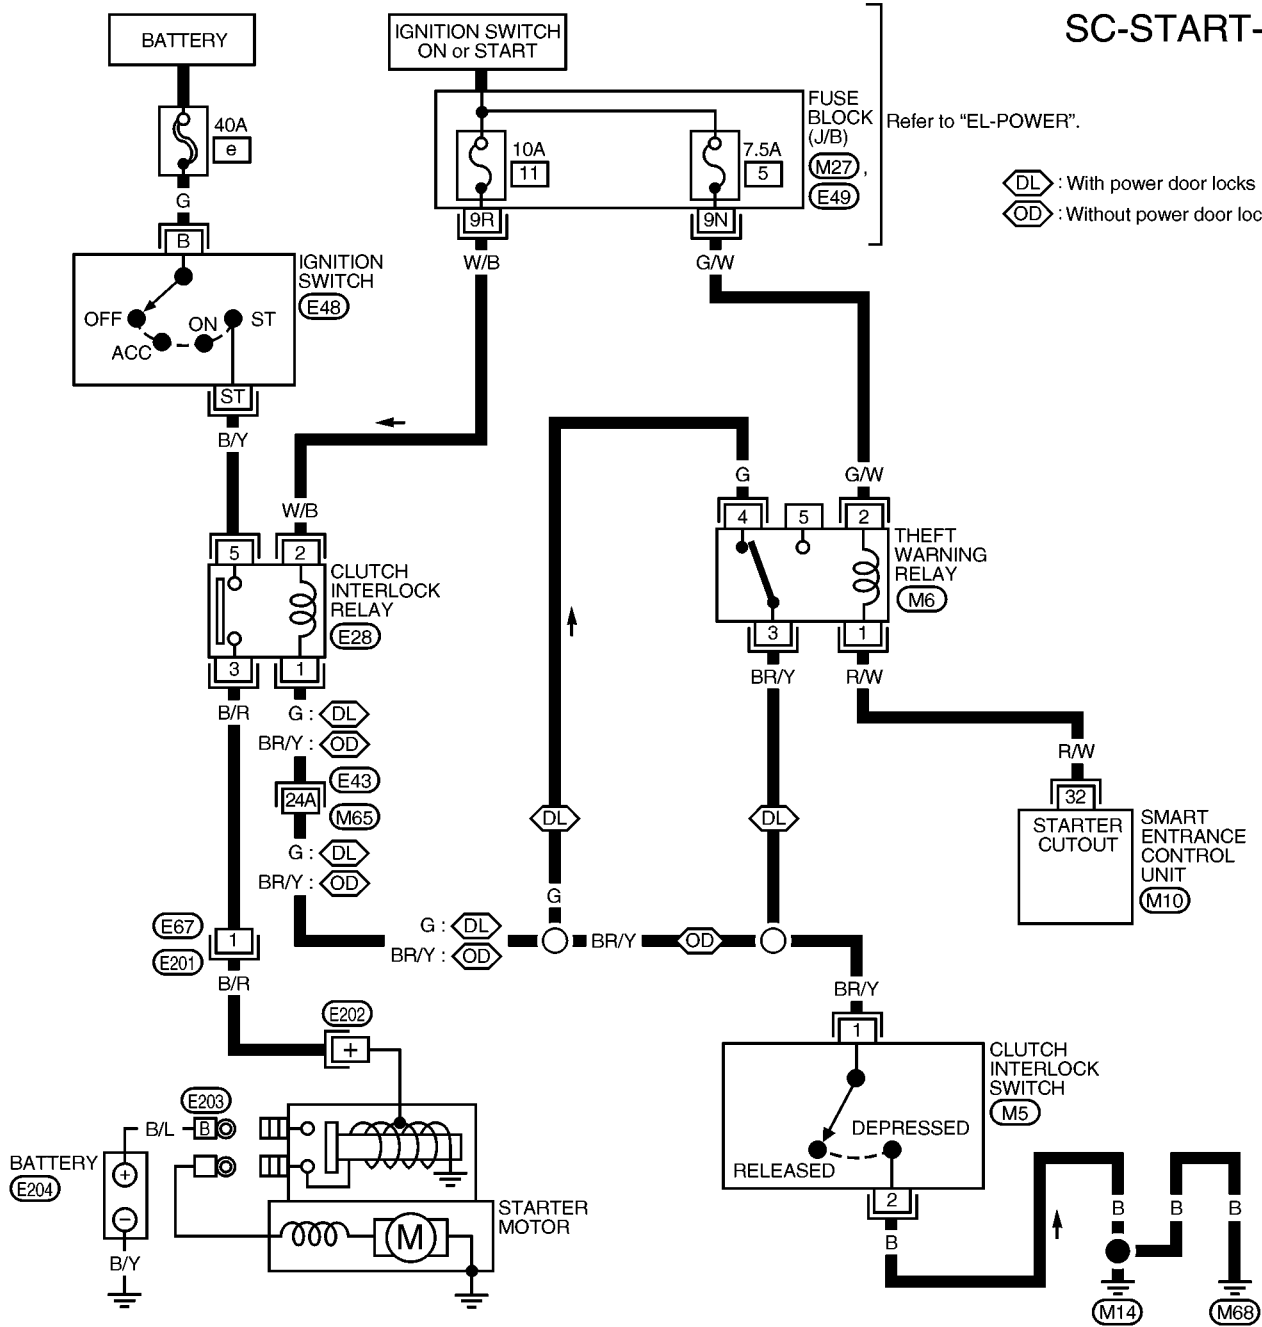 SC-START-
BATTERY
IGNITION SWITCH
ON or START
40A
e
10A
11
7.5A
5
FUSE
BLOCK
(J/B)
M27 ,
E49
Refer to “EL-POWER”.
DL : With power door locks
OD : Without power door loc
G
9R
9N
B
W/B
G/W
IGNITION
SWITCH
E48
OFF
ACC
ON
ST
ST
B/Y
G
G/W
W/B
4
5
2
THEFT
WARNING
RELAY
M6
3
1
5
2
CLUTCH
INTERLOCK
RELAY
E28
3
1
BR/Y
R/W
B/R
G : DL
BR/Y : OD
E43
24A
M65
R/W
32
STARTER
CUTOUT
SMART
ENTRANCE
CONTROL
UNIT
M10
DL
DL
G : DL
BR/Y : OD
G
E67
1
E201
G : DL
BR/Y : OD
BR/Y
OD
B/R
BR/Y
E202
+
1
CLUTCH
INTERLOCK
SWITCH
M5
DEPRESSED
RELEASED
2
E203
B/L
B
BATTERY
E204
+
−
B/Y
STARTER
MOTOR
M
B
B
B
B
M14
M68